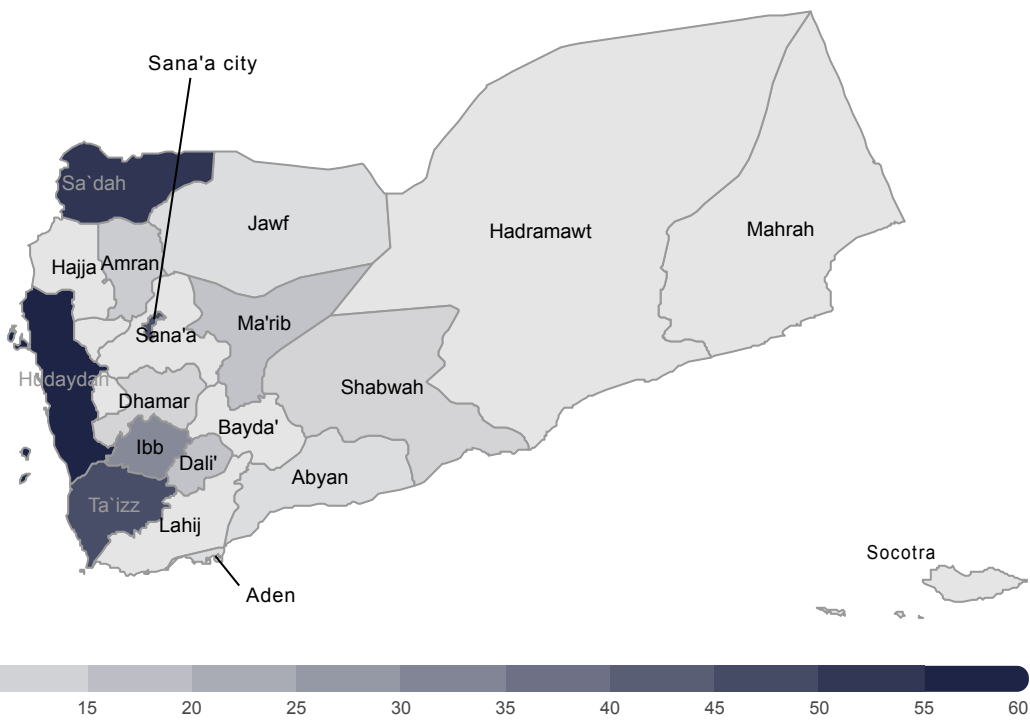 Sana'a city
Sa`dah
Jawf
Hadramawt
Mahrah
Hajja
Amran
Ma'rib
Sana'a
Hudaydah
Shabwah
Dhamar
Bayda'
Ibb
Dali'
Abyan
Ta`izz
Lahij
Socotra
Aden
15 20 25 30 35 40 45 50 55 60